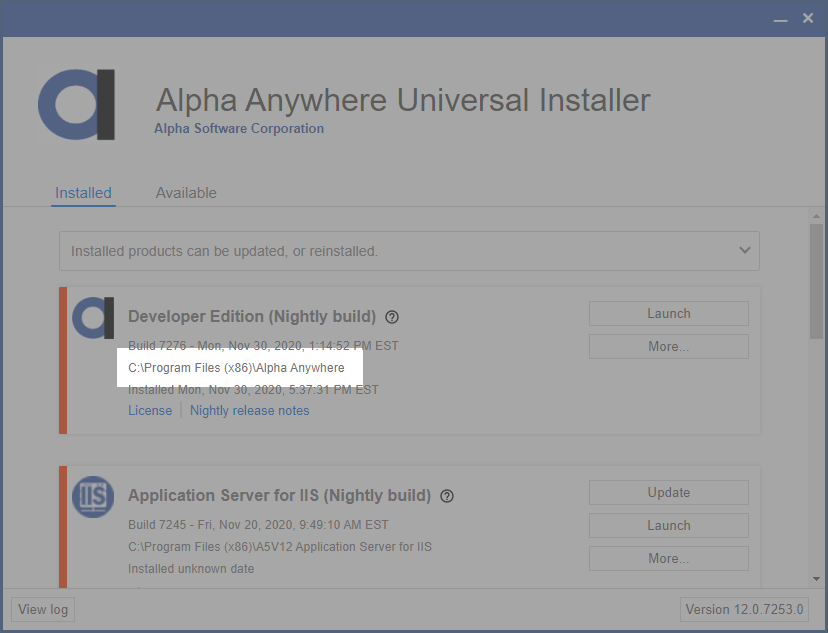 Alpha Anywhere Universal Installer
Alpha Software Corporation
Installed Available
Installed products can be updated, or reinstalled.
Developer Edition (Nightly build) ?
Launch
Build 7276 - Mon, Nov 30, 2020, 1:14:52 PM EST
More...
C:\Program Files (x86)\Alpha Anywhere
Installed Mon, Nov 30, 2020, 5:37:31 PM EST
License Nightly release notes
IIS
Application Server for IIS (Nightly build) ?
Update
Build 7245 - Fri, Nov 20, 2020, 9:49:10 AM EST
Launch
C:\Program Files (x86)\A5V12 Application Server for IIS
More...
Installed unknown date
View log
Version 12.0.7253.0